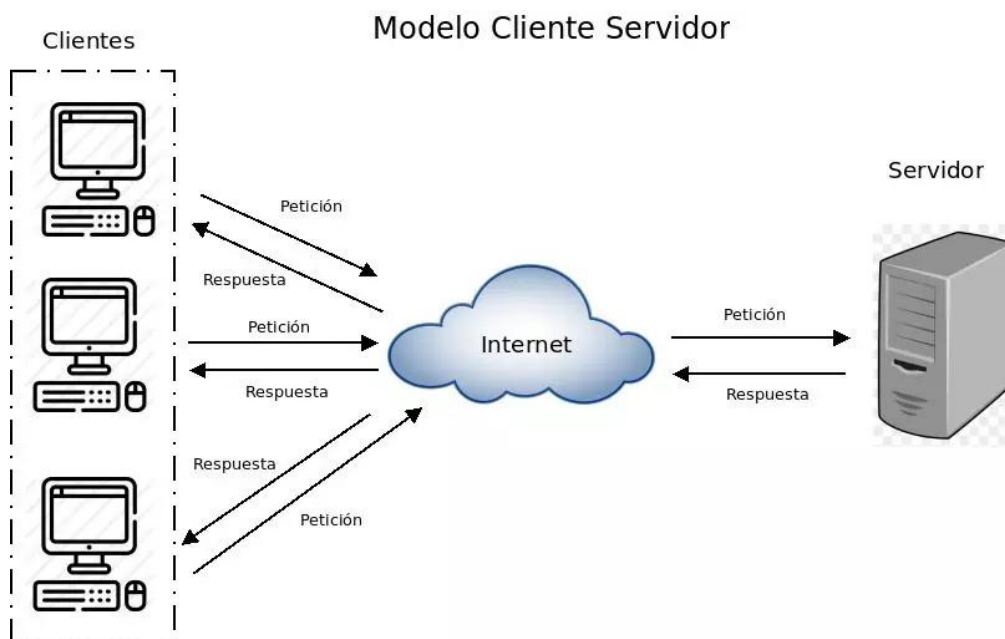 Modelo Cliente Servidor
Clientes
Servidor
Petición
Respuesta
Petición
Respuesta
Respuesta
Petición
Internet
Petición
Respuesta